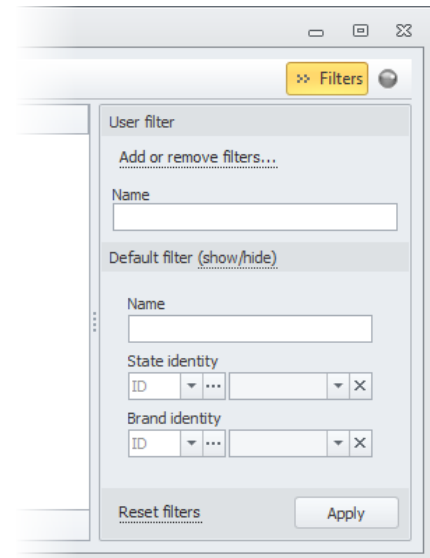 >> Filters
User filter
Add or remove filters...
Name
Default filter (show/hide)
Name
State identity
ID
Brand identity
ID
Reset filters
Apply